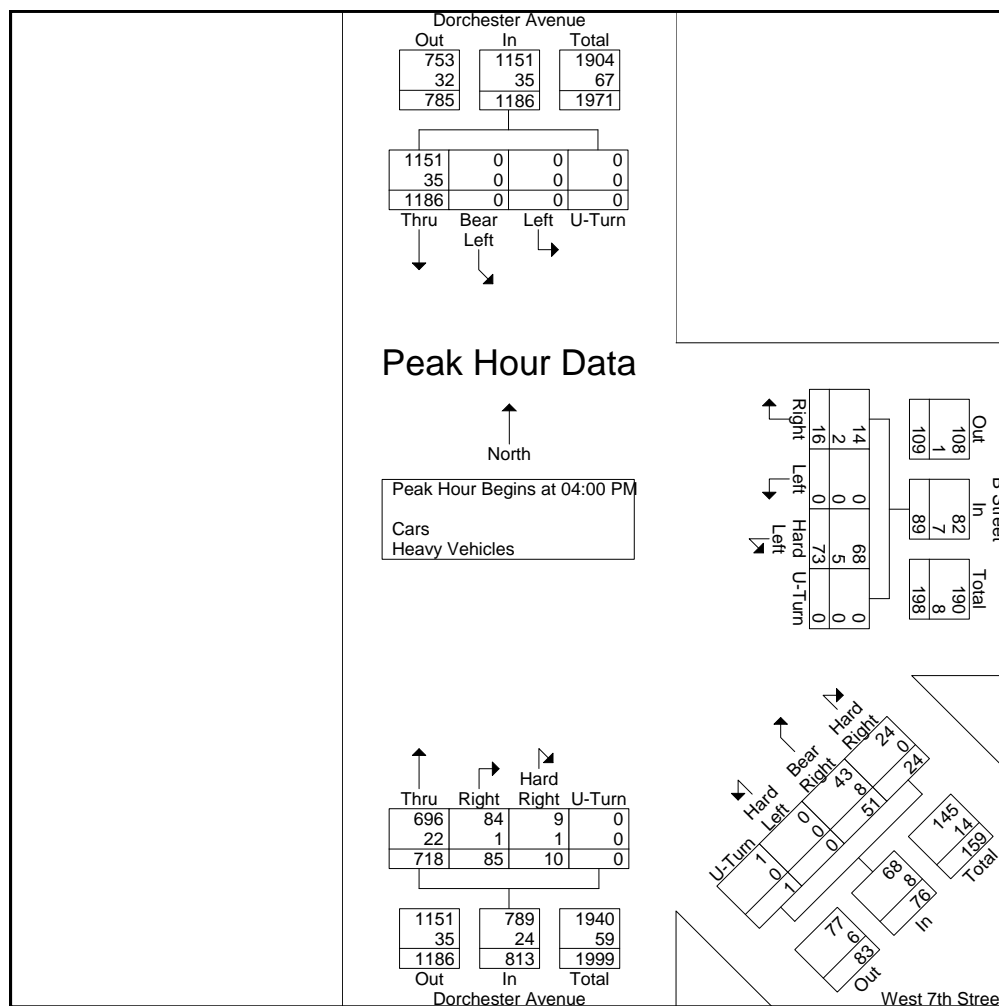 Dorchester Avenue
Out In Total
753 1151 1904
32 35 67
785 1186 1971
1151 0 0 0
35 0 0 0
1186 0 0 0
Thru Bear Left Left U-Turn
Peak Hour Data
North
Peak Hour Begins at 04:00 PM
Cars
Heavy Vehicles
Right Left Hard Left U-Turn
14 0 68 0
2 0 5 0
16 0 73 0
Street
Out In Total
108 82 190
1 7 8
109 89 198
Thru Right Hard Right U-Turn
696 84 9 0
22 1 1 0
718 85 10 0
1151 789 1940
35 24 59
1186 813 1999
Out In Total
Dorchester Avenue
U-Turn Hard Left Bear Right Hard Right
1 0 43 24
0 0 8 0
1 0 51 24
77 68 145
6 8 14
83 76 159
Out In Total
West 7th Stree